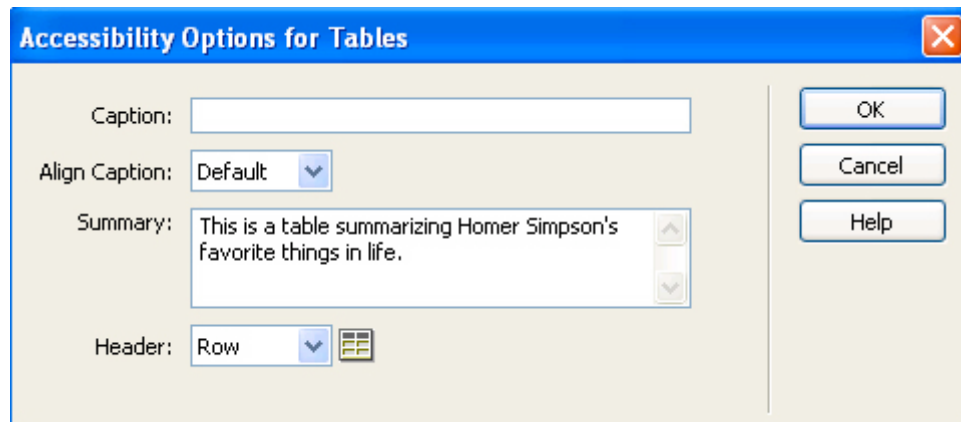 Accessibility Options for Tables
Caption:
OK
Align Caption: Default
Cancel
Summary: This is a table summarizing Homer Simpson's
favorite things in life.
Help
Header: Row